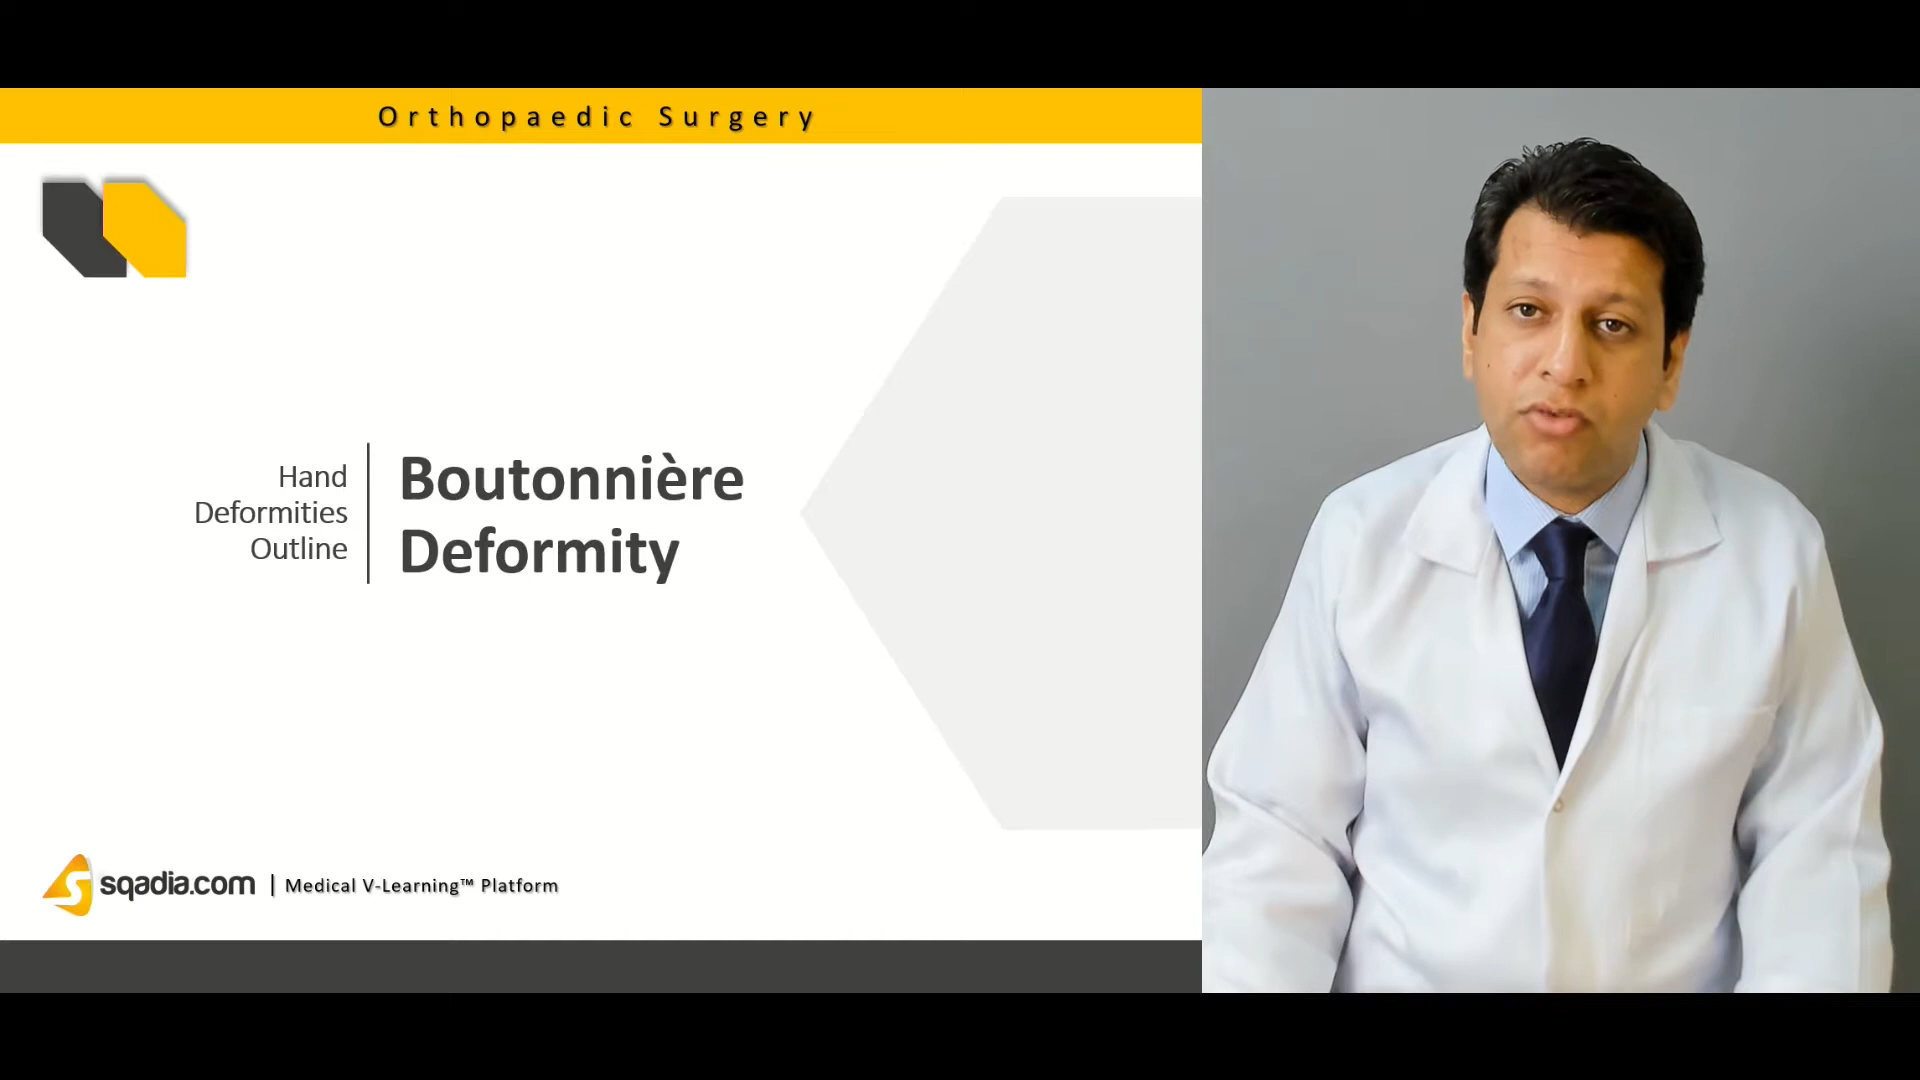 Orthopaedic Surgery
Hand
Deformities
Outline
Boutonnière
Deformity
sqadia.com | Medical V-Learning™ Platform